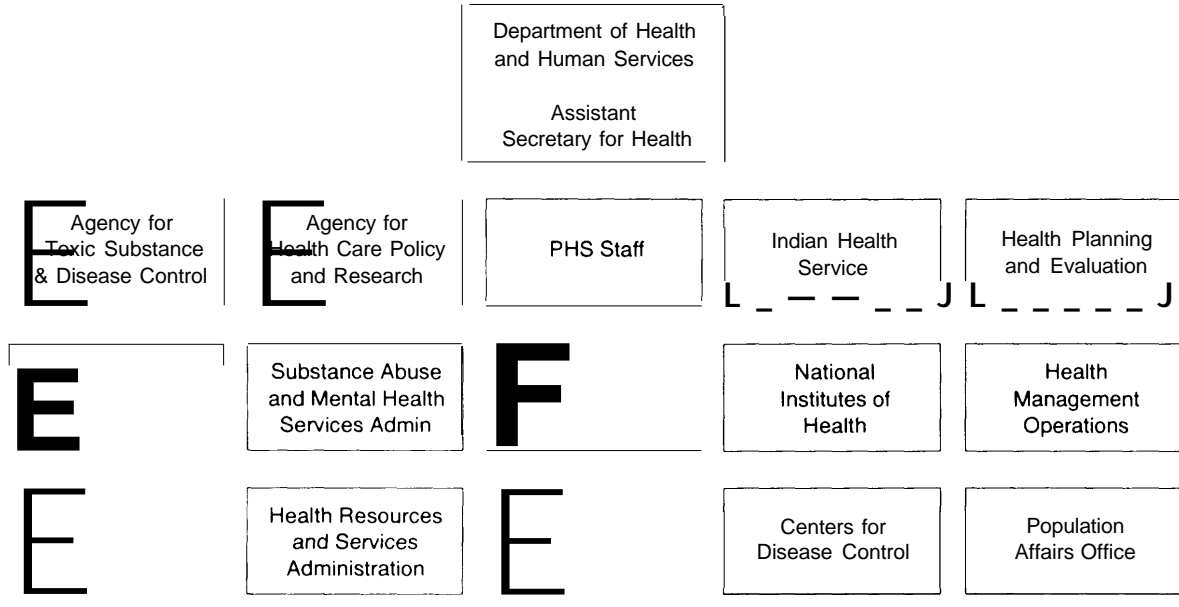 Department of Health
and Human Services
Assistant
Secretary for Health
Agency for
Toxic Substance
& Disease Control
Agency for
Health Care Policy
and Research
PHS Staff
Indian Health
Service
Health Planning
and Evaluation
L _ — — _ _ J
L _ _ _ _ _ J
E
E
E
Substance Abuse
and Mental Health
Services Admin
F
National
Institutes of
Health
Health
Management
Operations
E
Health Resources
and Services
Administration
E
Centers for
Disease Control
Population
Affairs Office